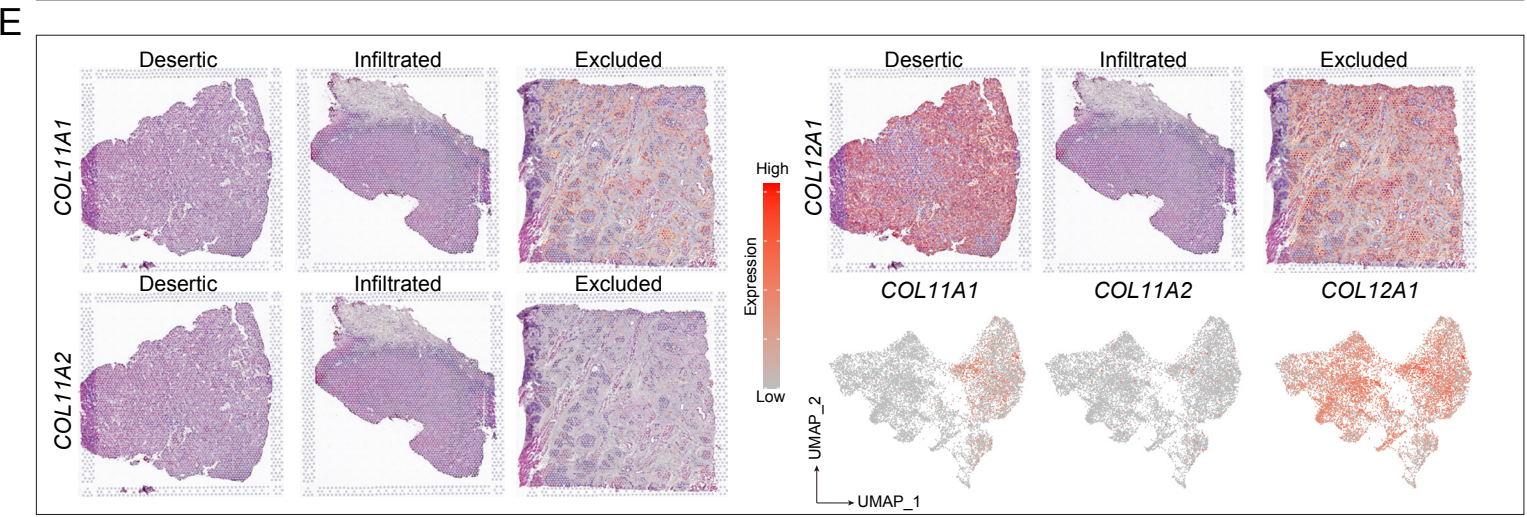 E
Desertic Infiltrated Excluded
COL11A1
Desertic Infiltrated Excluded
COL11A2
High
Expression
Low
Desertic Infiltrated Excluded
COL12A1
COL11A1 COL11A2 COL12A1
UMAP_2
UMAP_1